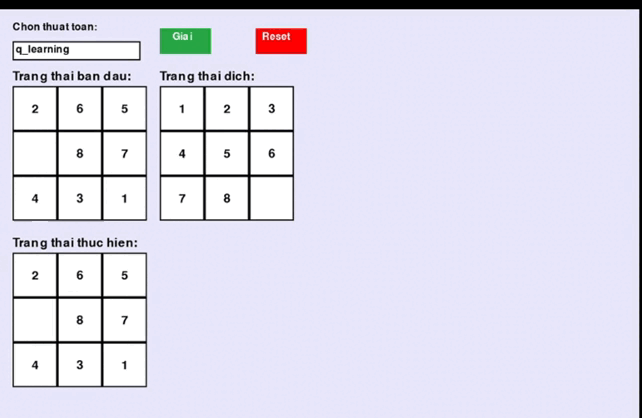 Chon thuat toan:
Giai
Reset
q_learning
Trang thai ban dau:
Trang thai dich:
2 6 5
1 2 3
8 7
4 5 6
4 3 1
7 8
Trang thai thuc hien:
2 6 5
8 7
4 3 1